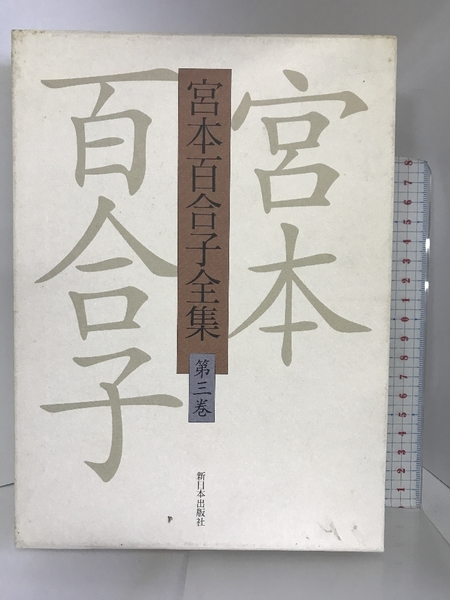 宮本
百合子
宮本百合子全集
第三巻
新日本出版社